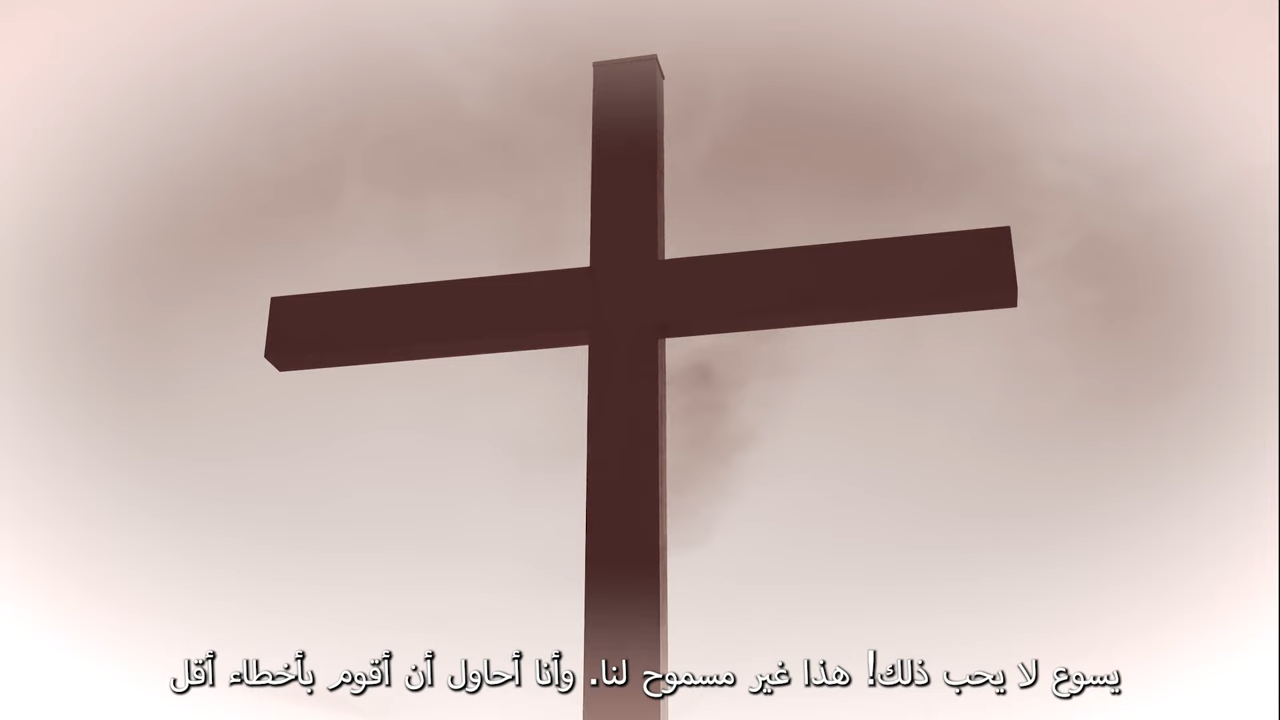 يسوع لا يحب ذلك! هذا غير مسموح لنا. وأنا أحاول أن أقوم بأخطاء أقل